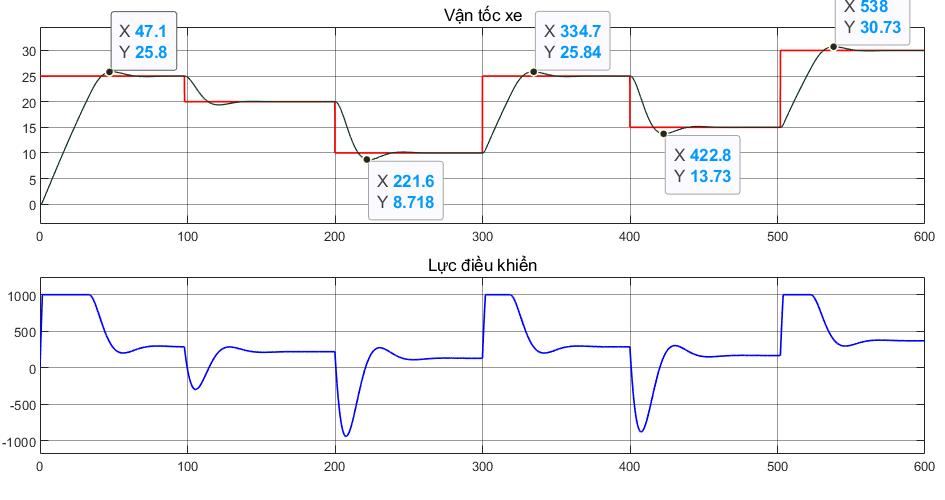 Vận tốc xe
X 47.1
Y 25.8
X 334.7
Y 25.84
X 538
Y 30.73
X 221.6
Y 8.718
X 422.8
Y 13.73
30
25
20
15
10
5
0
0 100 200 300 400 500 600
Lực điều khiển
1000
500
0
-500
-1000
0 100 200 300 400 500 600